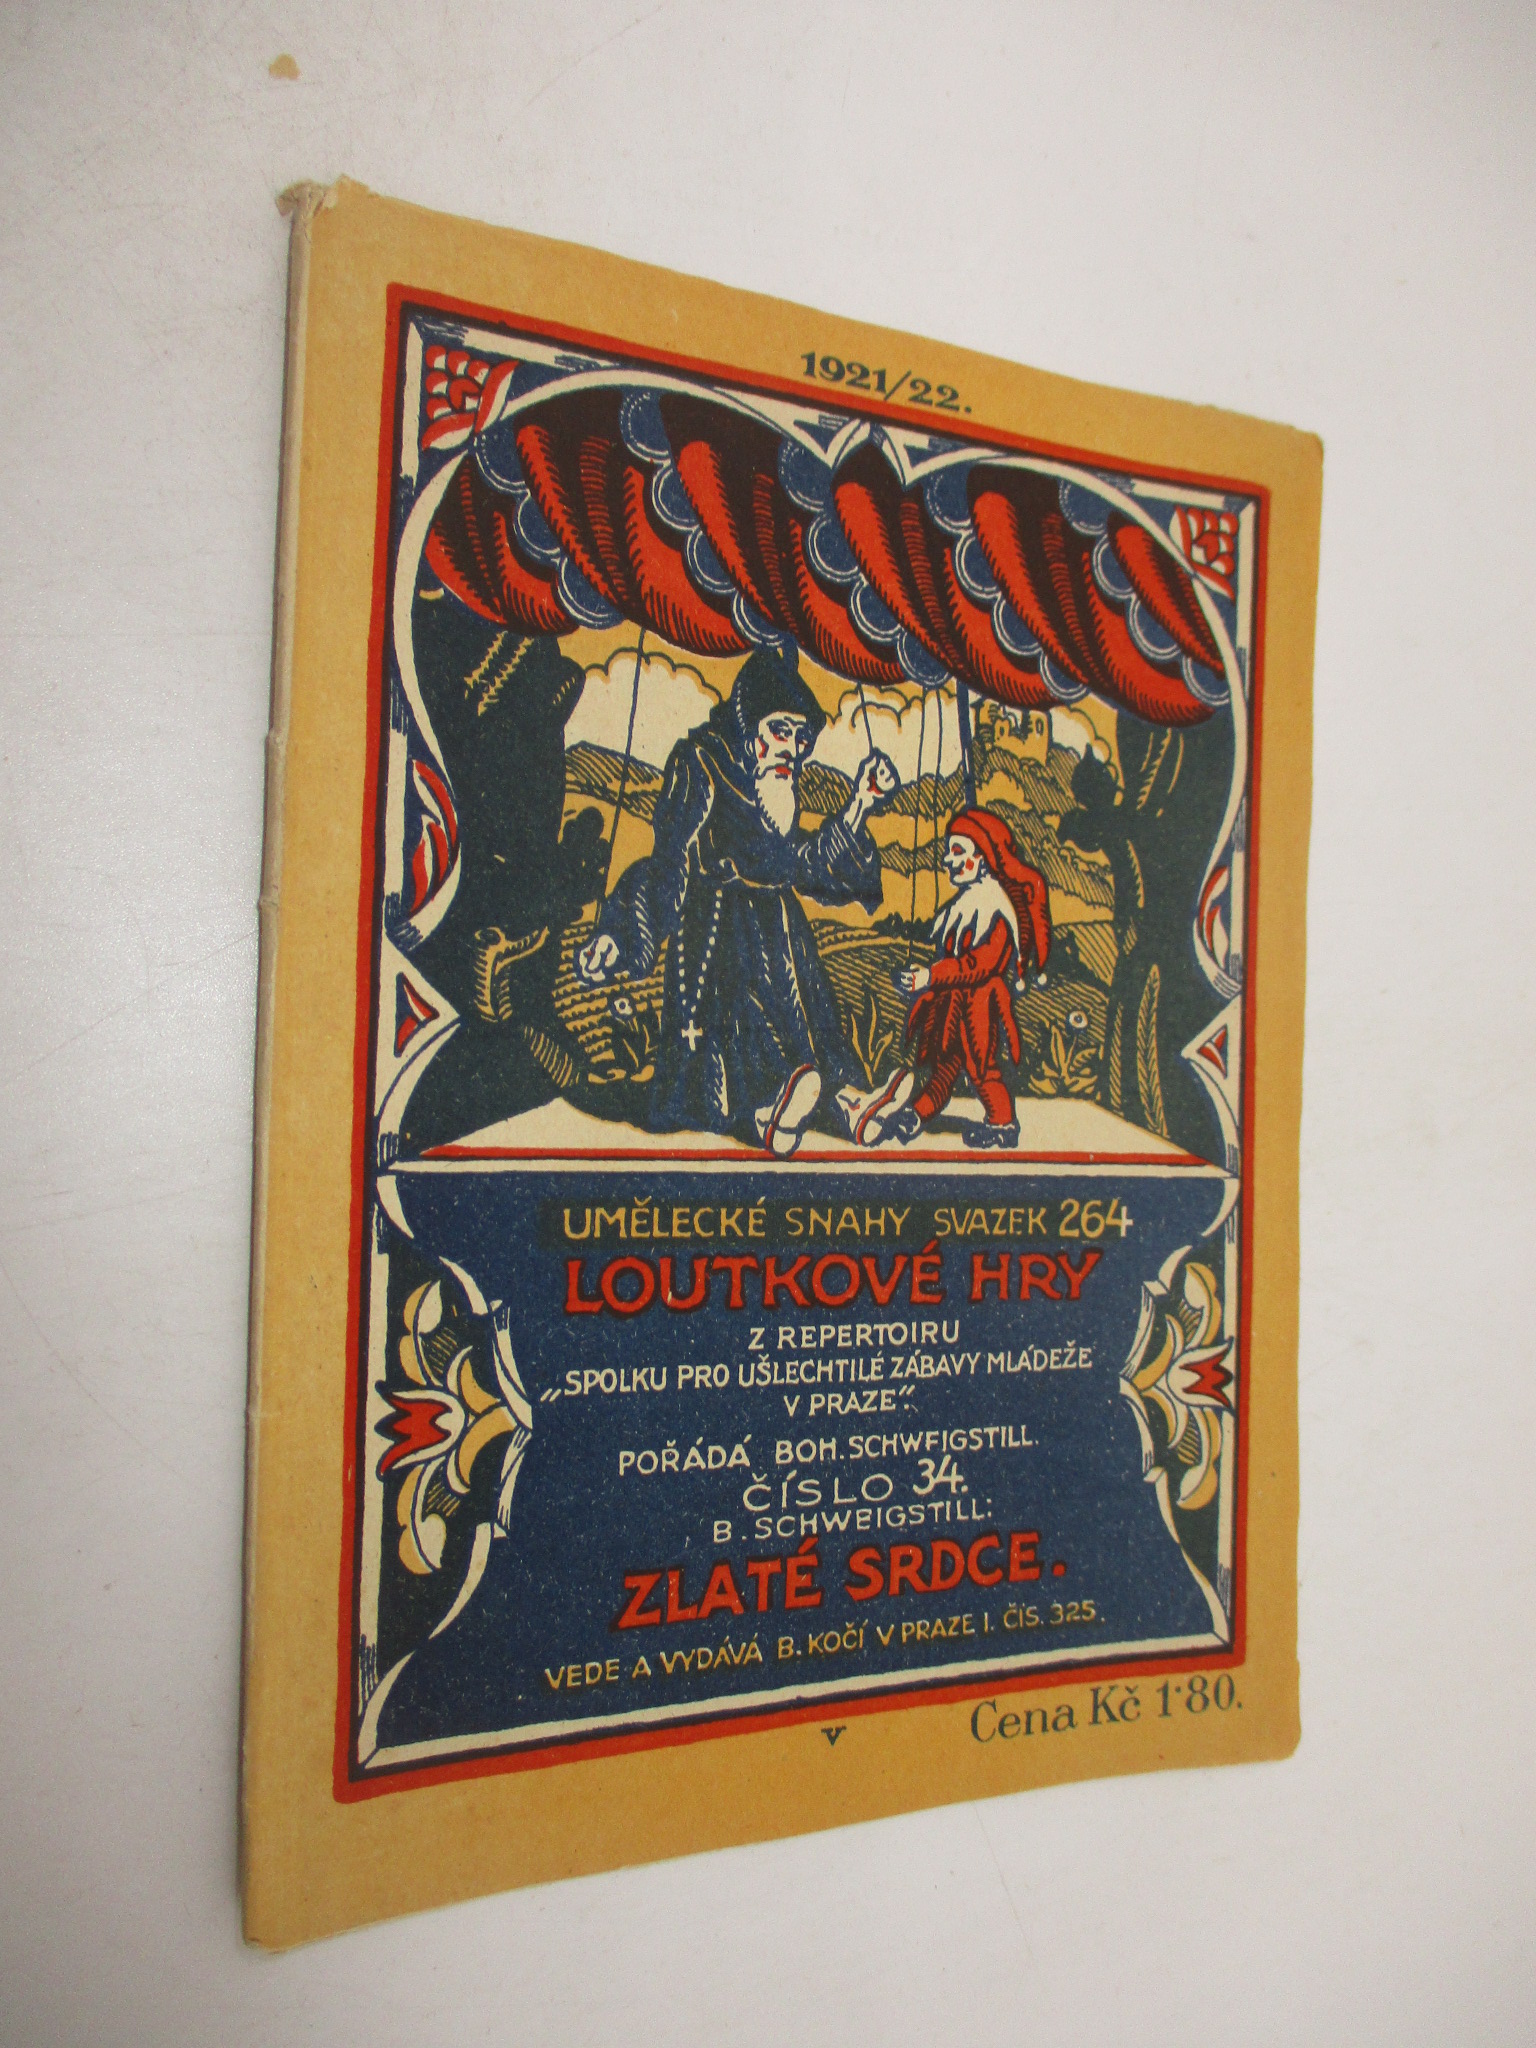 1921/22.
UMĚLECKÉ SNAHY SVAZEK 264
LOUTKOVÉ HRY
Z REPERTOIRU
„SPOLKU PRO UŠLECHTILÉ ZÁBAVY MLÁDEŽE
V PRAZE“.
POŘÁDÁ BOH. SCHWEIGSTILL.
ČÍSLO 34.
B. SCHWEIGSTILL:
ZLATÉ SRDCE.
VEDE A VYDÁVÁ B. KOČÍ V PRAZE I. ČÍS. 325.
V
Cena Kč 1·80.